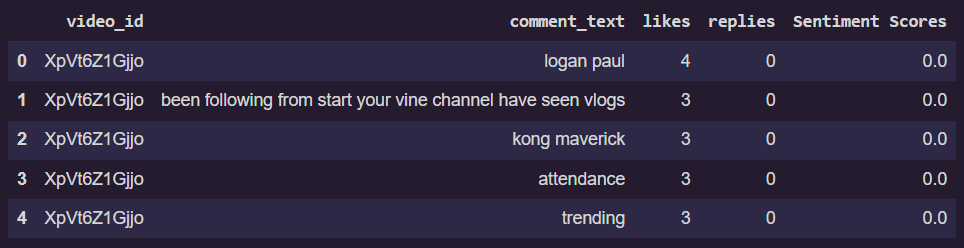 video_id comment_text likes replies Sentiment Scores
0 XpVt6Z1Gjjo logan paul 4 0 0.0
1 XpVt6Z1Gjjo been following from start your vine channel have seen vlogs 3 0 0.0
2 XpVt6Z1Gjjo kong maverick 3 0 0.0
3 XpVt6Z1Gjjo attendance 3 0 0.0
4 XpVt6Z1Gjjo trending 3 0 0.0